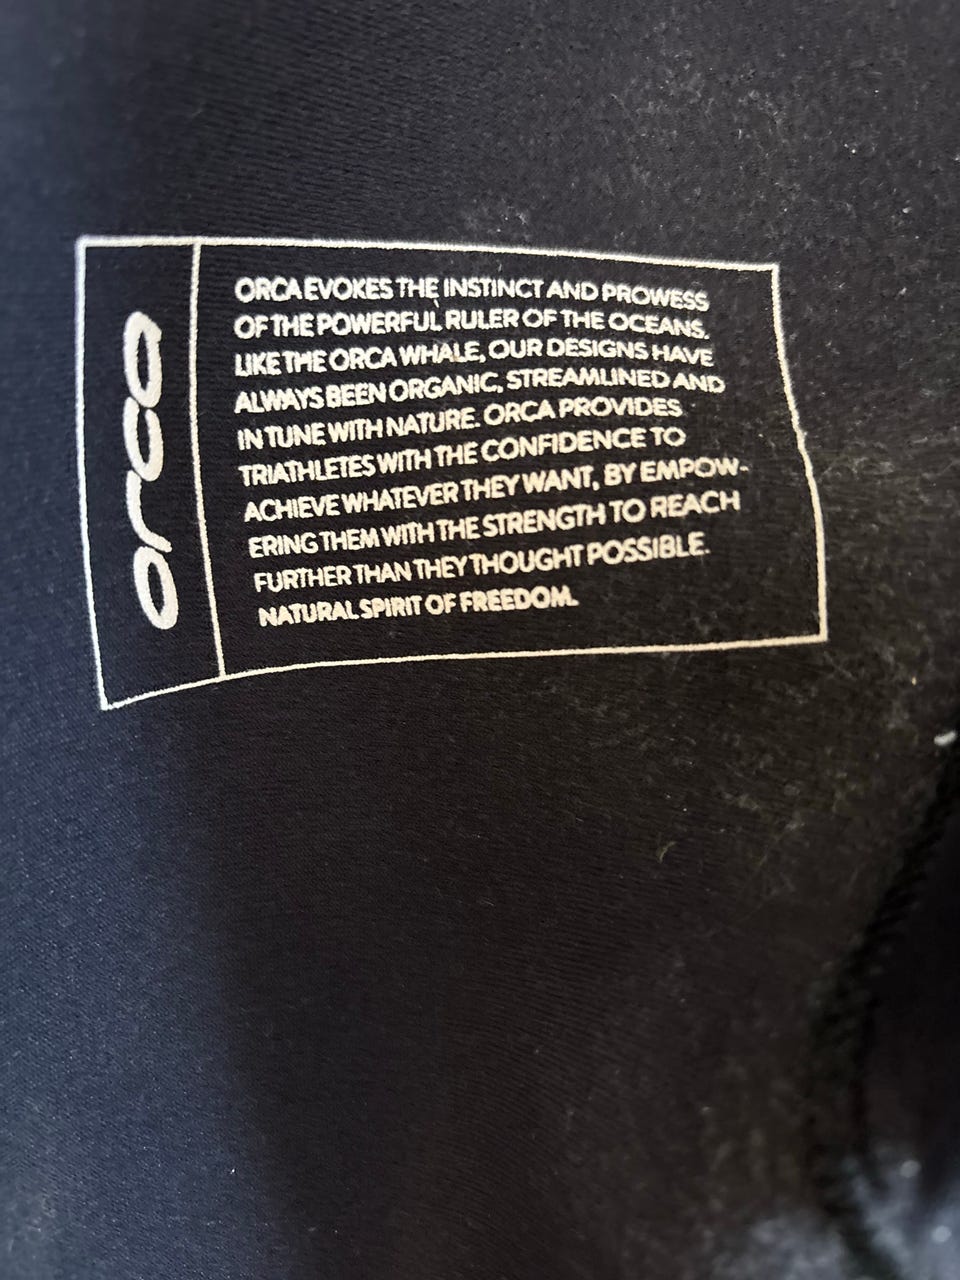 orca
ORCA EVOKES THE INSTINCT AND PROWESS
OF THE POWERFUL RULER OF THE OCEANS.
LIKE THE ORCA WHALE, OUR DESIGNS HAVE
ALWAYS BEEN ORGANIC, STREAMLINED AND
IN TUNE WITH NATURE. ORCA PROVIDES
TRIATHLETES WITH THE CONFIDENCE TO
ACHIEVE WHATEVER THEY WANT, BY EMPOW-
ERING THEM WITH THE STRENGTH TO REACH
FURTHER THAN THEY THOUGHT POSSIBLE.
NATURAL SPIRIT OF FREEDOM.